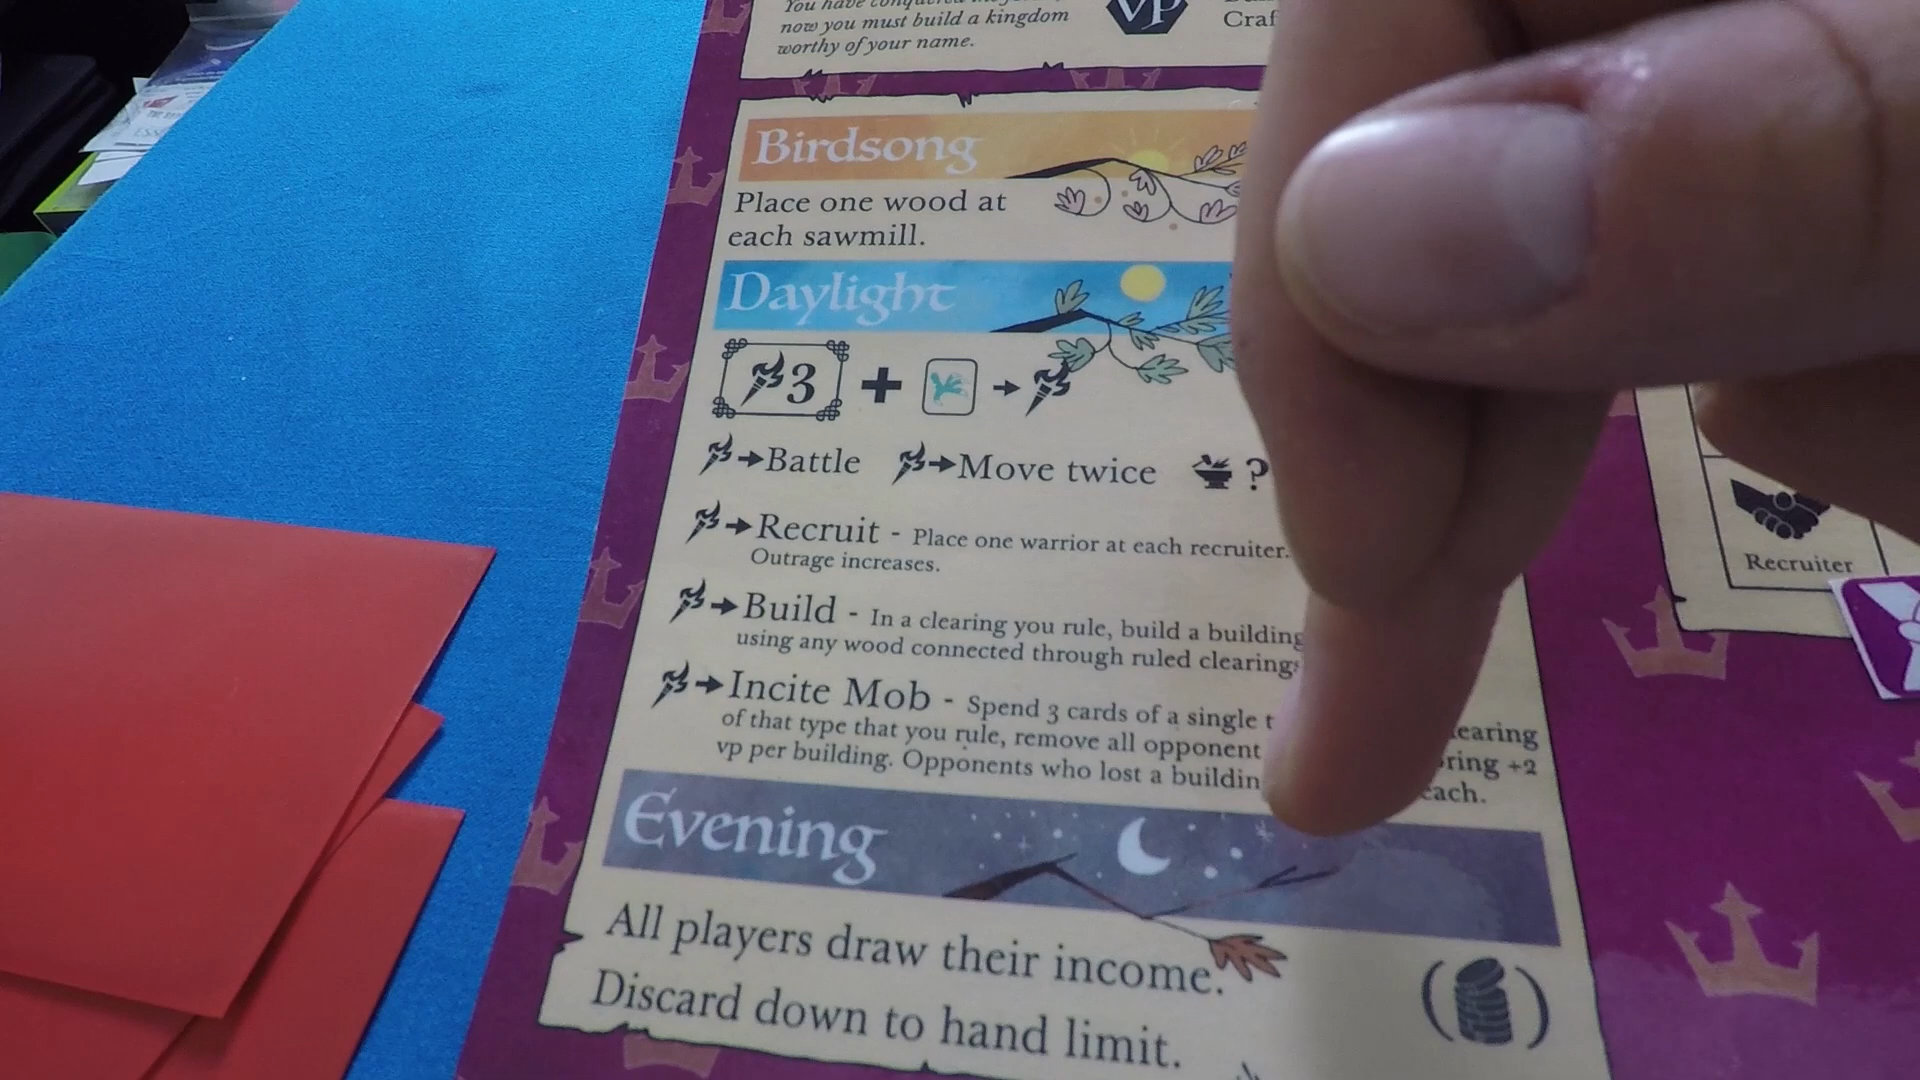 You have conquered
now you must build a kingdom
worthy of your name.
VP
Craf
Birdsong
Place one wood at
each sawmill.
Daylight
3 +
Battle Move twice ?
Recruit - Place one warrior at each recruiter.
Outrage increases.
Build - In a clearing you rule, build a building
using any wood connected through ruled clearings
Incite Mob - Spend 3 cards of a single t earing
of that type that you rule, remove all opponent ring +2
vp per building. Opponents who lost a buildin each.
Evening
All players draw their income.
Discard down to hand limit.
( )
Recruiter